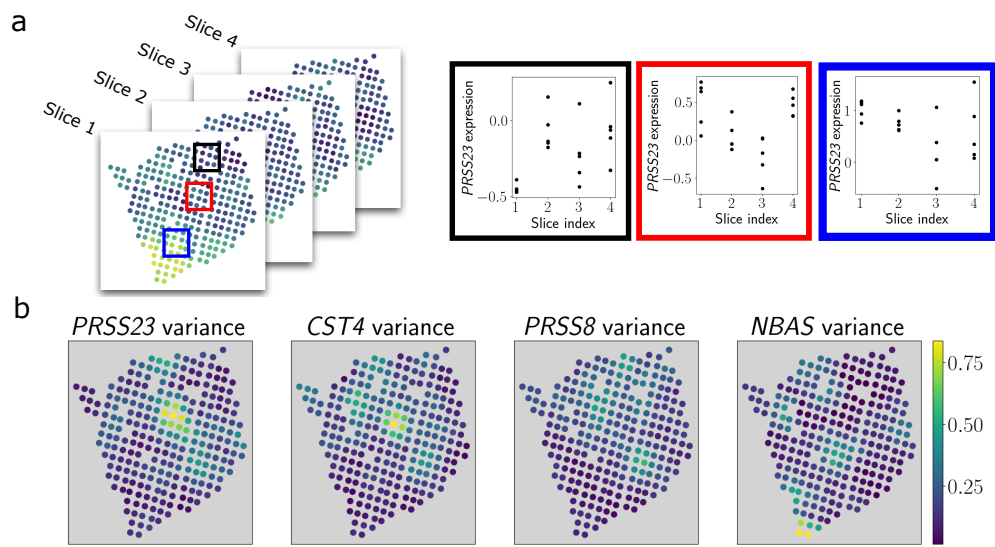 a
Slice 1
Slice 2
Slice 3
Slice 4
PRSS23 expression
0.0
−0.5
1 2 3 4
Slice index
PRSS23 expression
0.5
0.0
−0.5
1 2 3 4
Slice index
PRSS23 expression
1
0
1 2 3 4
Slice index
b
PRSS23 variance
CST4 variance
PRSS8 variance
NBAS variance
0.75
0.50
0.25